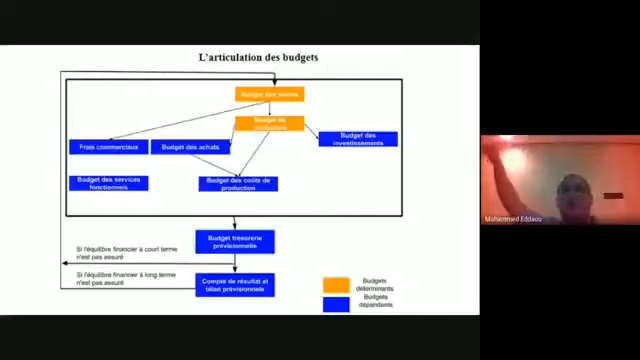 L'articulation des budgets
Budget des ventes
Budget de production
Budget des
investissements
Frais commerciaux
Budget des achats
Budget des services
fonctionnels
Budget des coûts de
production
Mohammed Eddaou
Budget trésorerie
prévisionnelle
Si l'équilibre financier à court terme
n'est pas assuré
Si l'équilibre financier à long terme
n'est pas assuré
Compte de résultat et
bilan prévisionnels
Budgets
déterminants
Budgets
dépendants